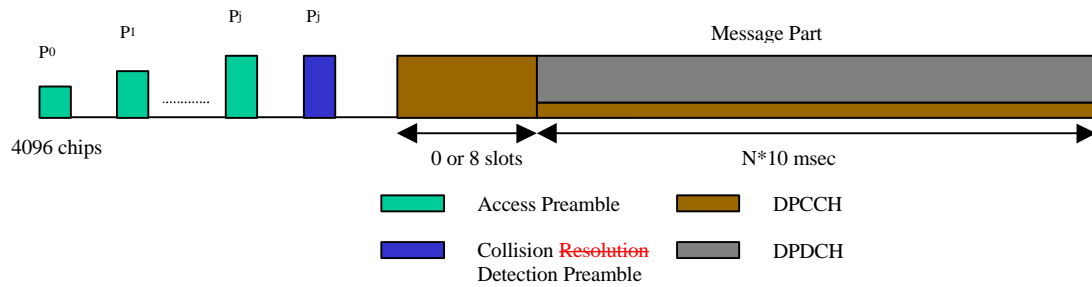 P0
P1
Pj
Pj
Message Part
............
4096 chips
0 or 8 slots
N*10 msec
Access Preamble
DPCCH
Collision Resolution
Detection Preamble
DPDCH